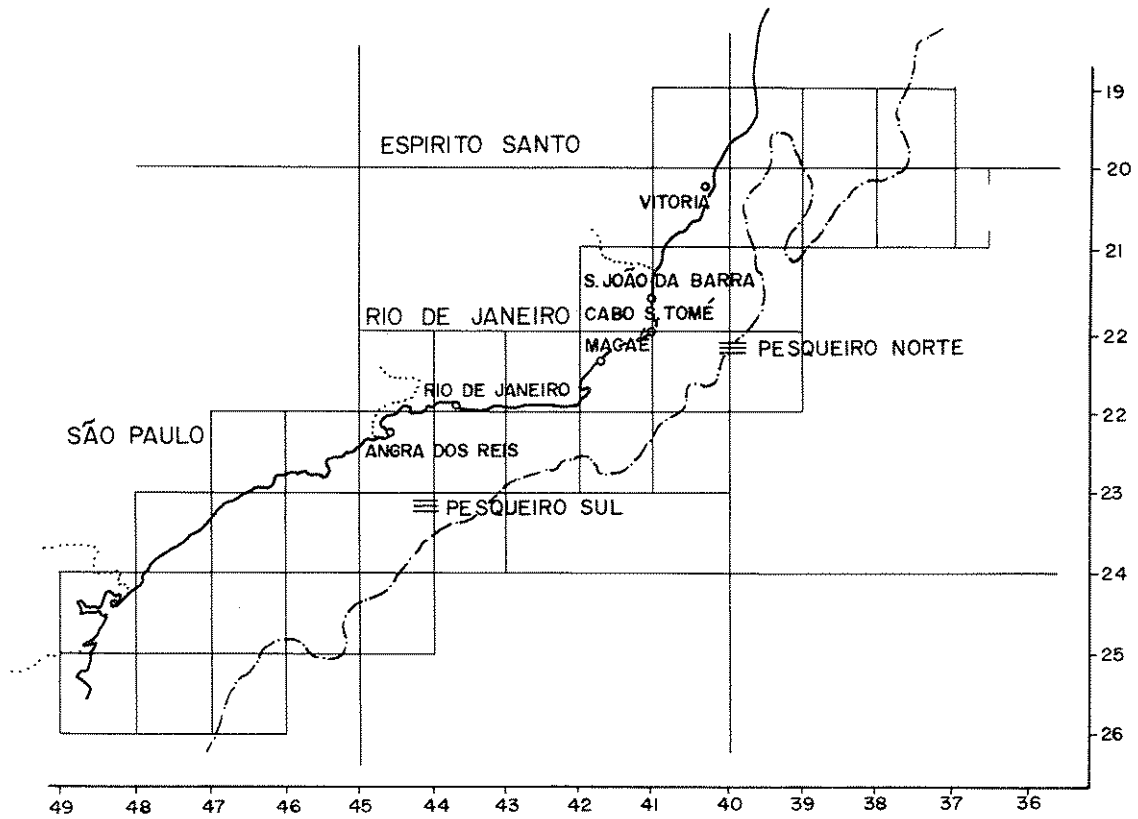 ESPIRITO SANTO
VITORIA
S. JOÃO DA BARRA
CABO S. TOMÉ
RIO DE JANEIRO
MACAÉ
PESQUEIRO NORTE
RIO DE JANEIRO
SÃO PAULO
ANGRA DOS REIS
PESQUEIRO SUL
19
20
21
22
22
23
24
25
26
49 48 47 46 45 44 43 42 41 40 39 38 37 36